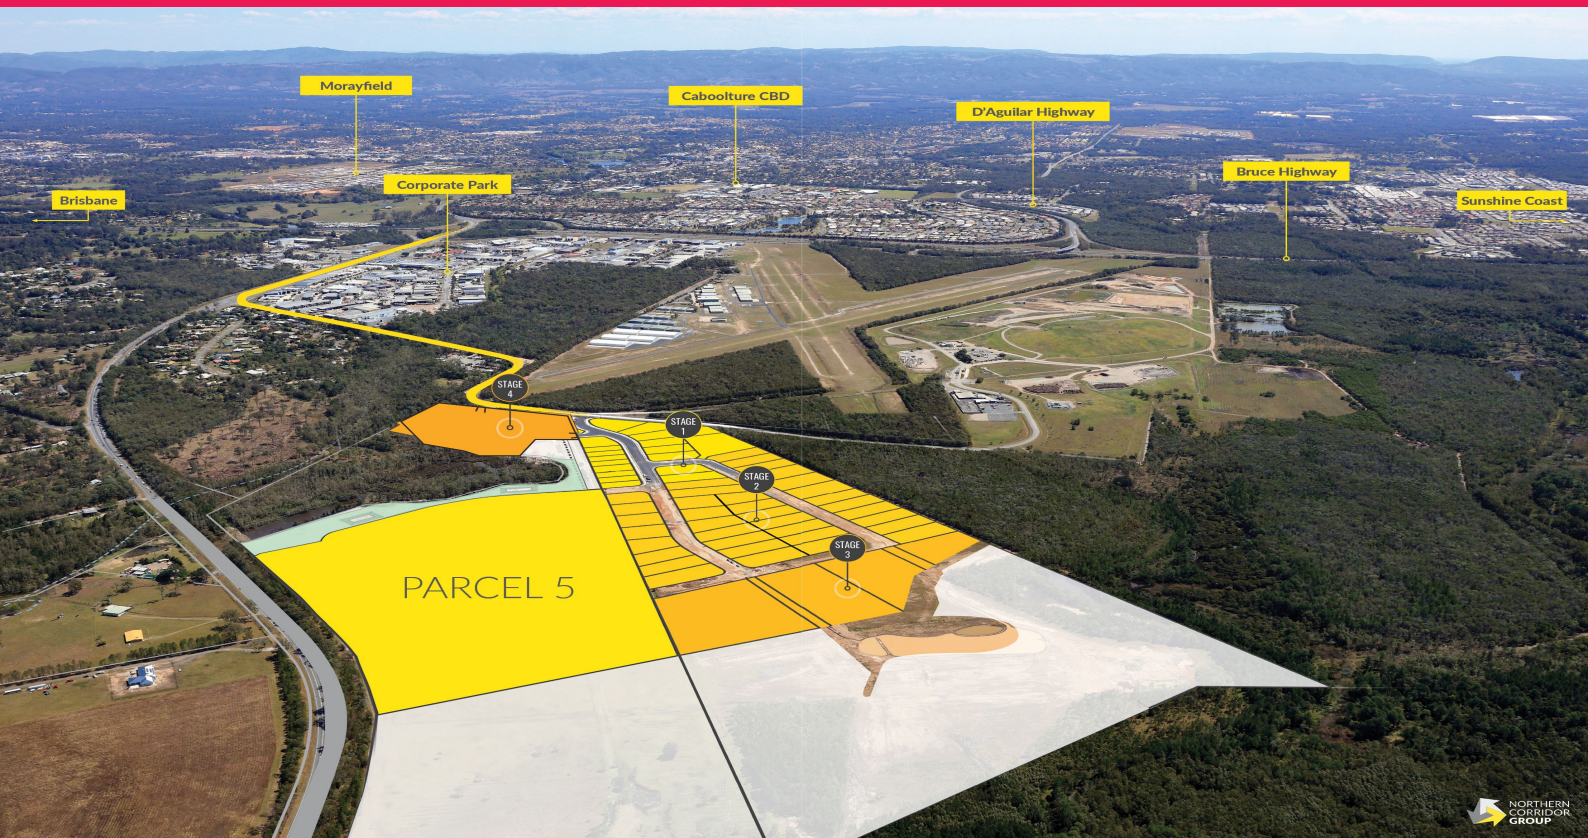 Morayfield
Caboolture CBD
D'Aguilar Highway
Bruce Highway
Corporate Park
Brisbane
Sunshine Coast
STAGE
4
STAGE
1
STAGE
2
STAGE
3
PARCEL 5
NORTHERN
CORRIDOR
GROUP